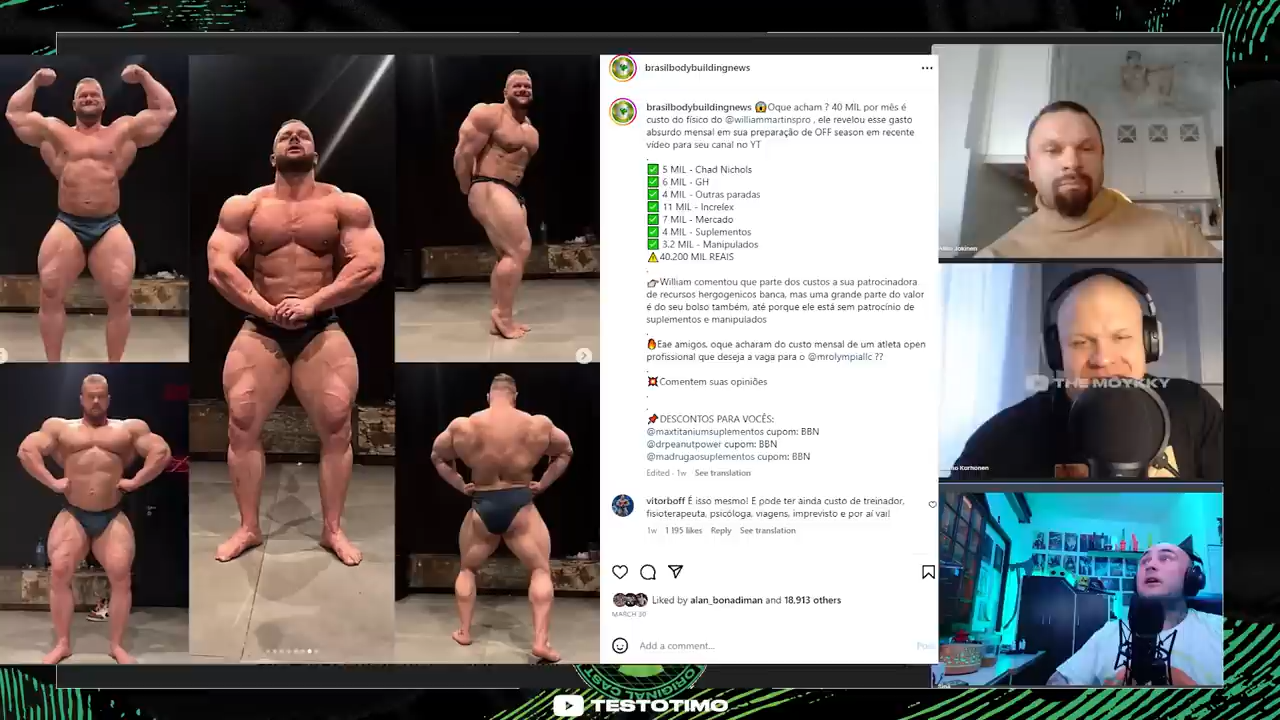 brasilbodybuildingnews
brasilbodybuildingnews 😱Oque acham ? 40 MIL por mês é
custo do físico do @williammartinspro , ele revelou esse gasto
absurdo mensal em sua preparação de OFF season em recente
vídeo para seu canal no YT
.
✅ 5 MIL - Chad Nichols
✅ 6 MIL - GH
✅ 4 MIL - Outras paradas
✅ 11 MIL - Increlex
✅ 7 MIL - Mercado
✅ 4 MIL - Suplementos
✅ 3.2 MIL - Manipulados
⚠️40.200 MIL REAIS
.
👉William comentou que parte dos custos a sua patrocinadora
de recursos hergogenicos banca, mas uma grande parte do valor
é do seu bolso também, até porque ele está sem patrocínio de
suplementos e manipulados
.
🔥Eae amigos, oque acharam do custo mensal de um atleta open
profissional que deseja a vaga para o @mrolympiallc ??
.
💥Comentem suas opiniões
.
.
📌DESCONTOS PARA VOCÊS:
@maxtitaniumsuplementos cupom: BBN
@drpeanutpower cupom: BBN
@madrugaosuplementos cupom: BBN
Edited · 1w See translation
vitorboff É isso mesmo! E pode ter ainda custo de treinador,
fisioterapeuta, psicóloga, viagens, imprevisto e por aí vai!
1w 1 195 likes Reply See translation
Liked by alan_bonadiman and 18,913 others
MARCH 30
Add a comment...
Post
Jokinen
THE MOYKKY
Korhonen
ORIGINAL CAST
TESTOTIMO